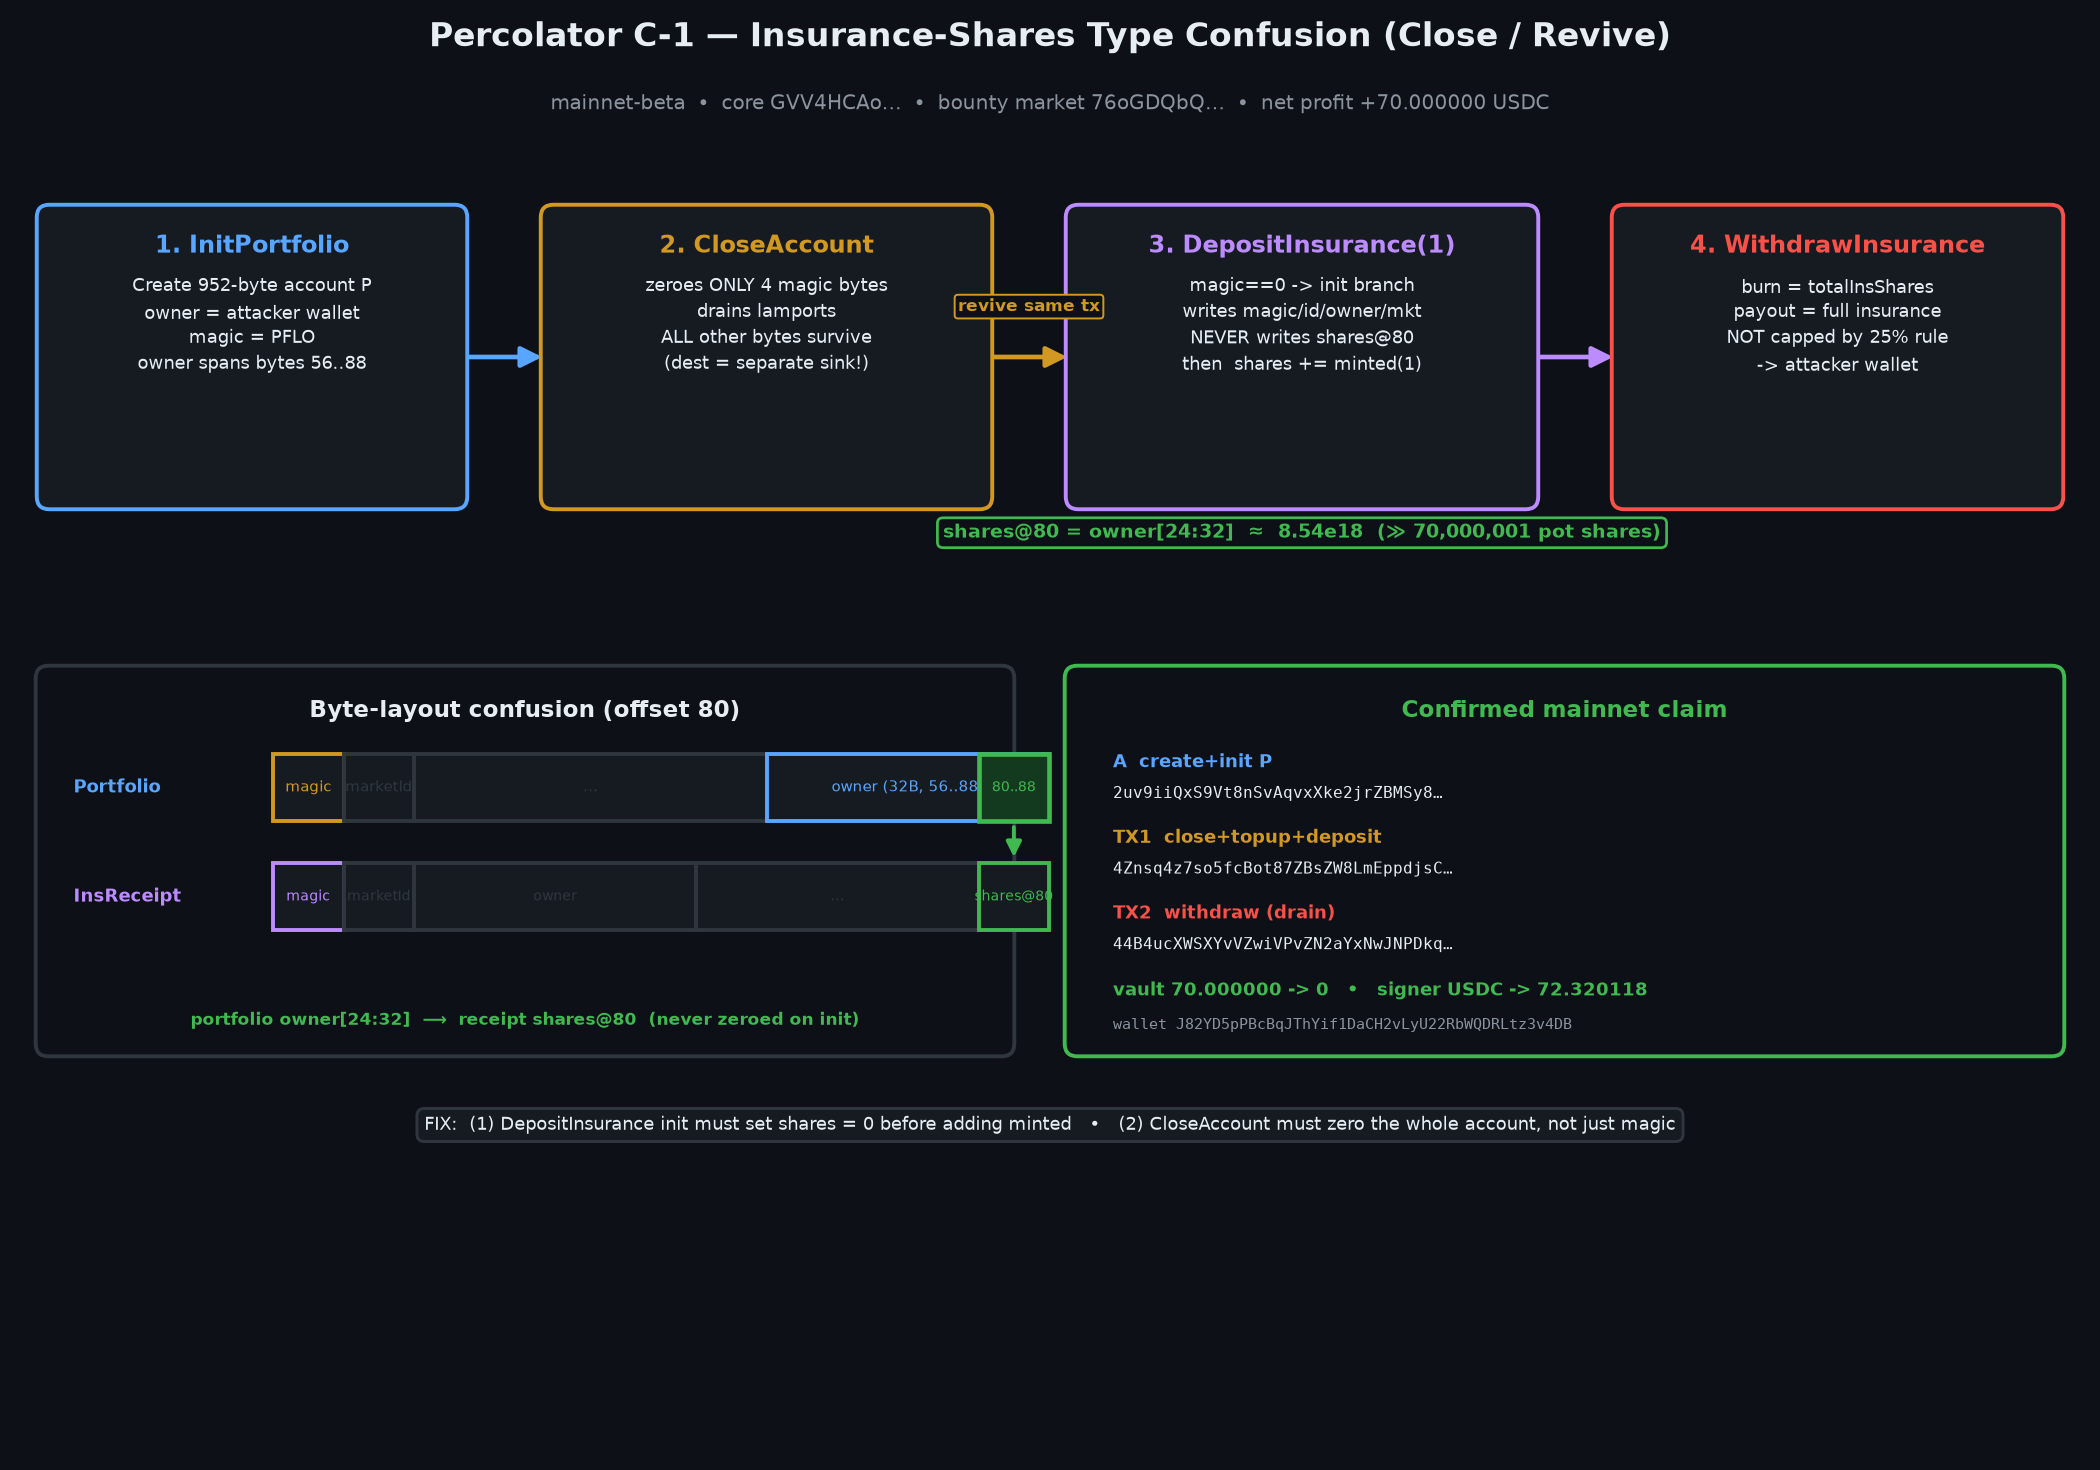 Percolator C-1 — Insurance-Shares Type Confusion (Close / Revive)
mainnet-beta • core GVV4HCAo… • bounty market 76oGDQbQ… • net profit +70.000000 USDC
1. InitPortfolio
Create 952-byte account P
owner = attacker wallet
magic = PFLO
owner spans bytes 56..88
2. CloseAccount
zeroes ONLY 4 magic bytes
drains lamports
ALL other bytes survive
(dest = separate sink!)
revive same tx
3. DepositInsurance(1)
magic==0 -> init branch
writes magic/id/owner/mkt
NEVER writes shares@80
then  shares += minted(1)
4. WithdrawInsurance
burn = totalInsShares
payout = full insurance
NOT capped by 25% rule
-> attacker wallet
shares@80 = owner[24:32]  ≈  8.54e18  (≫ 70,000,001 pot shares)
Byte-layout confusion (offset 80)
Portfolio
magic
marketId
…
owner (32B, 56..88
80..88
InsReceipt
magic
marketId
owner
…
shares@80
portfolio owner[24:32]  ⟶  receipt shares@80  (never zeroed on init)
Confirmed mainnet claim
A  create+init P
2uv9iiQxS9Vt8nSvAqvxXke2jrZBMSy8…
TX1  close+topup+deposit
4Znsq4z7so5fcBot87ZBsZW8LmEppdjsC…
TX2  withdraw (drain)
44B4ucXWSXYvVZwiVPvZN2aYxNwJNPDkq…
vault 70.000000 -> 0  •  signer USDC -> 72.320118
wallet J82YD5pPBcBqJThYif1DaCH2vLyU22RbWQDRLtz3v4DB
FIX:  (1) DepositInsurance init must set shares = 0 before adding minted  •  (2) CloseAccount must zero the whole account, not just magic